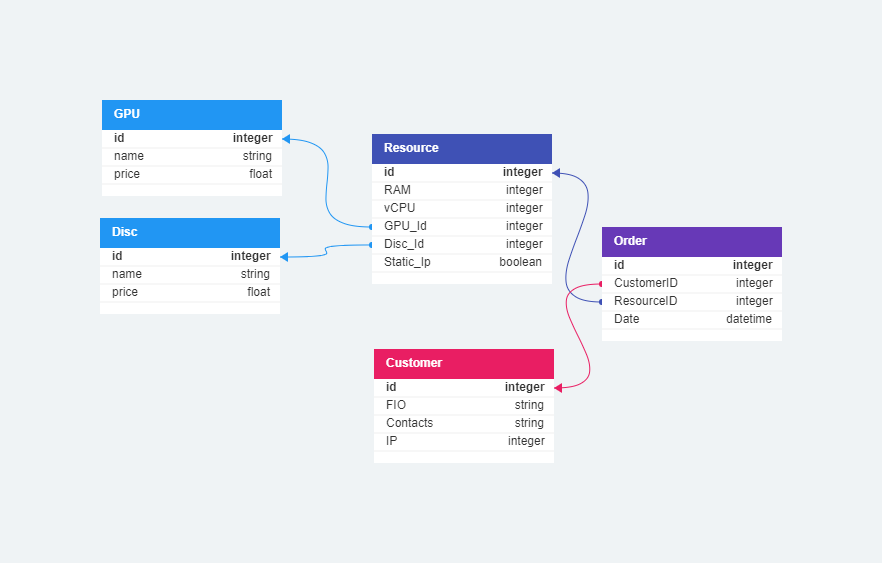 GPU
id integer
name string
price float
Disc
id integer
name string
price float
Resource
id integer
RAM integer
vCPU integer
GPU_Id integer
Disc_Id integer
Static_Ip boolean
Order
id integer
CustomerID integer
ResourceID integer
Date datetime
Customer
id integer
FIO string
Contacts string
IP integer